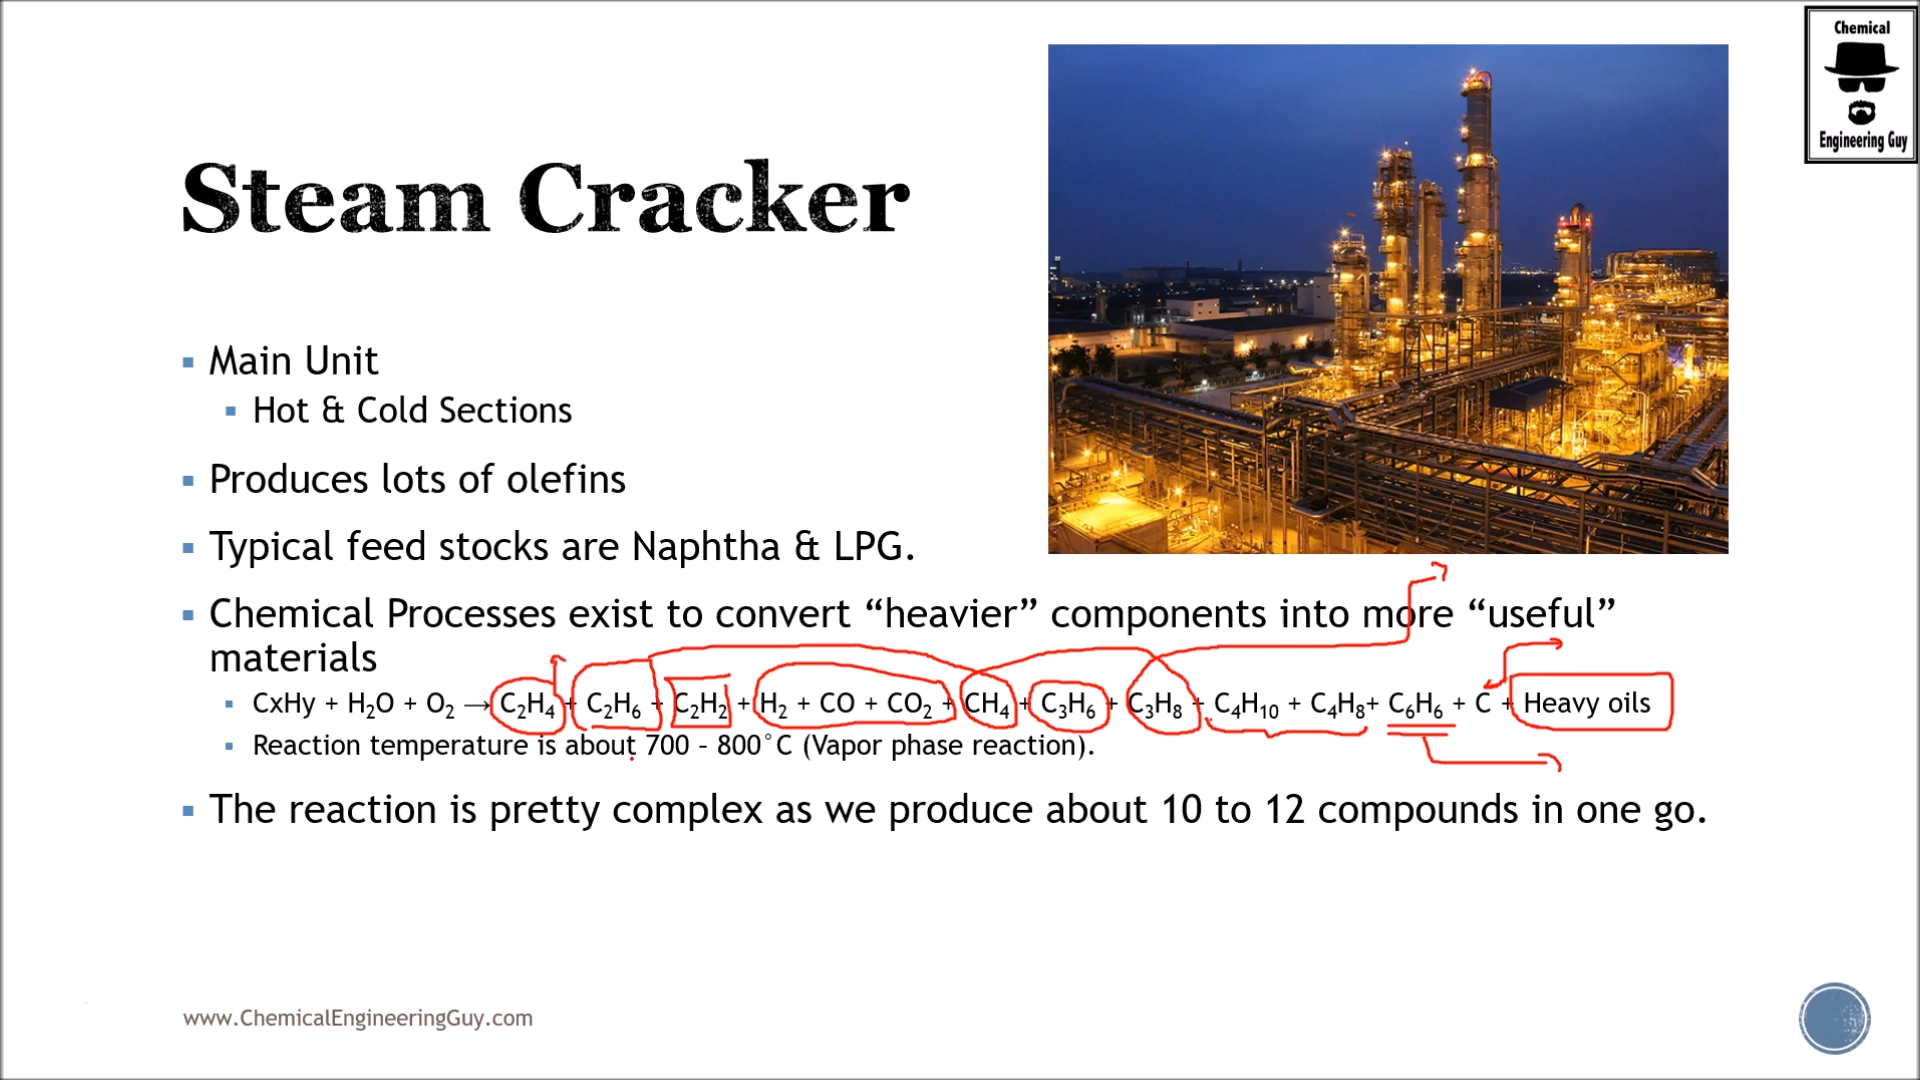 Chemical
Engineering Guy
Steam Cracker
Main Unit
Hot & Cold Sections
Produces lots of olefins
Typical feed stocks are Naphtha & LPG.
Chemical Processes exist to convert “heavier” components into more “useful”
materials
CxHy + H₂O + O₂ → C₂H₄ + C₂H₆ + C₂H₂ + H₂ + CO + CO₂ + CH₄ + C₃H₆ + C₃H₈ + C₄H₁₀ + C₄H₈+ C₆H₆ + C + Heavy oils
Reaction temperature is about 700 – 800°C (Vapor phase reaction).
The reaction is pretty complex as we produce about 10 to 12 compounds in one go.
www.ChemicalEngineeringGuy.com